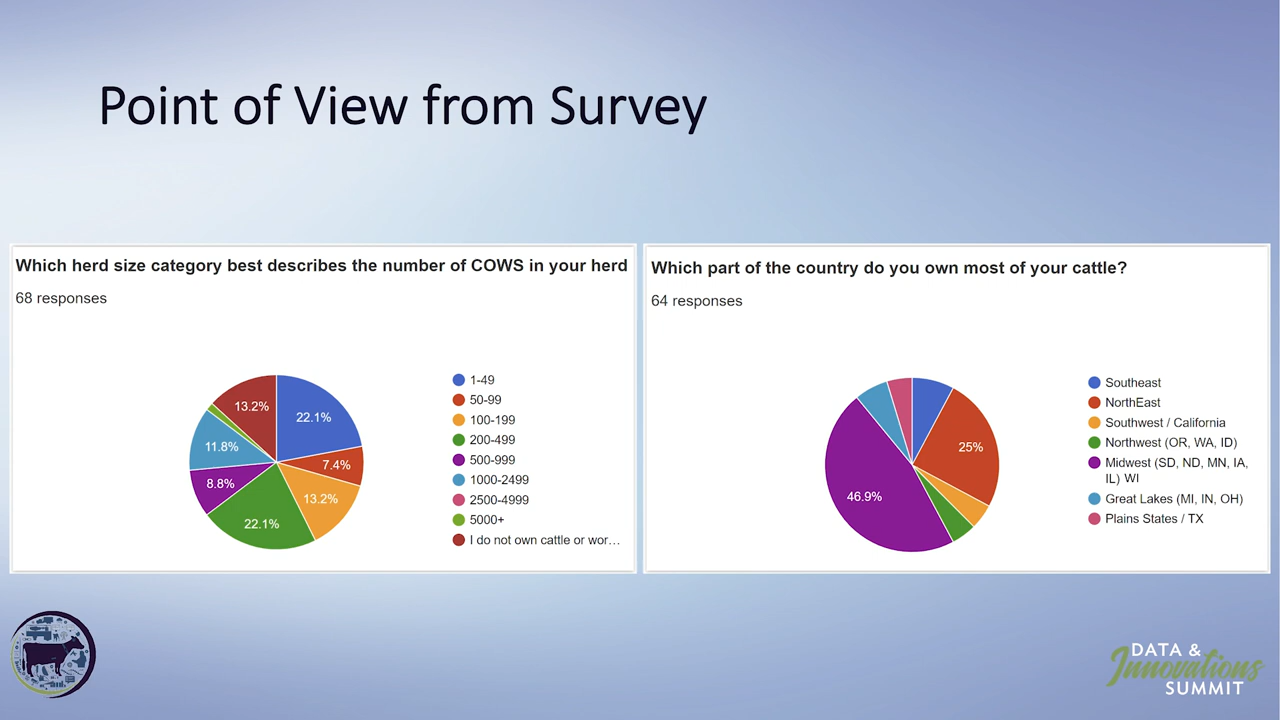 Point of View from Survey
Which herd size category best describes the number of COWS in your herd
68 responses
22.1%
7.4%
13.2%
22.1%
8.8%
11.8%
13.2%
1-49
50-99
100-199
200-499
500-999
1000-2499
2500-4999
5000+
I do not own cattle or wor…
Which part of the country do you own most of your cattle?
64 responses
25%
46.9%
Southeast
NorthEast
Southwest / California
Northwest (OR, WA, ID)
Midwest (SD, ND, MN, IA,
IL) WI
Great Lakes (MI, IN, OH)
Plains States / TX
DATA &
Innovations
SUMMIT